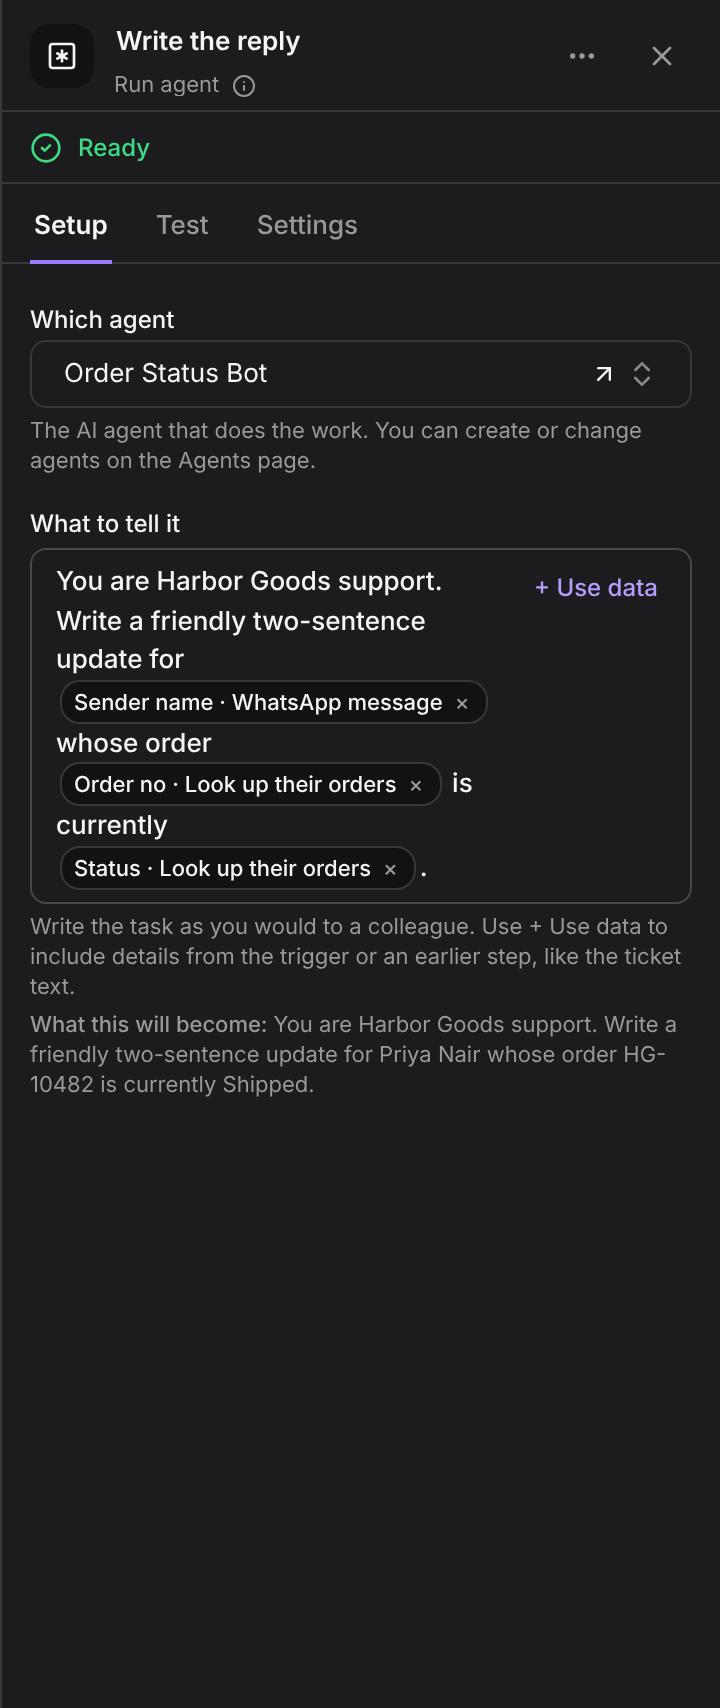 Write the reply
Run agent
Ready
Setup Test Settings
Which agent
Order Status Bot
The AI agent that does the work. You can create or change
agents on the Agents page.
What to tell it
You are Harbor Goods support.
+ Use data
Write a friendly two-sentence
update for
Sender name · WhatsApp message ×
whose order
Order no · Look up their orders × is
currently
Status · Look up their orders × .
Write the task as you would to a colleague. Use + Use data to
include details from the trigger or an earlier step, like the ticket
text.
What this will become: You are Harbor Goods support. Write a
friendly two-sentence update for Priya Nair whose order HG-
10482 is currently Shipped.